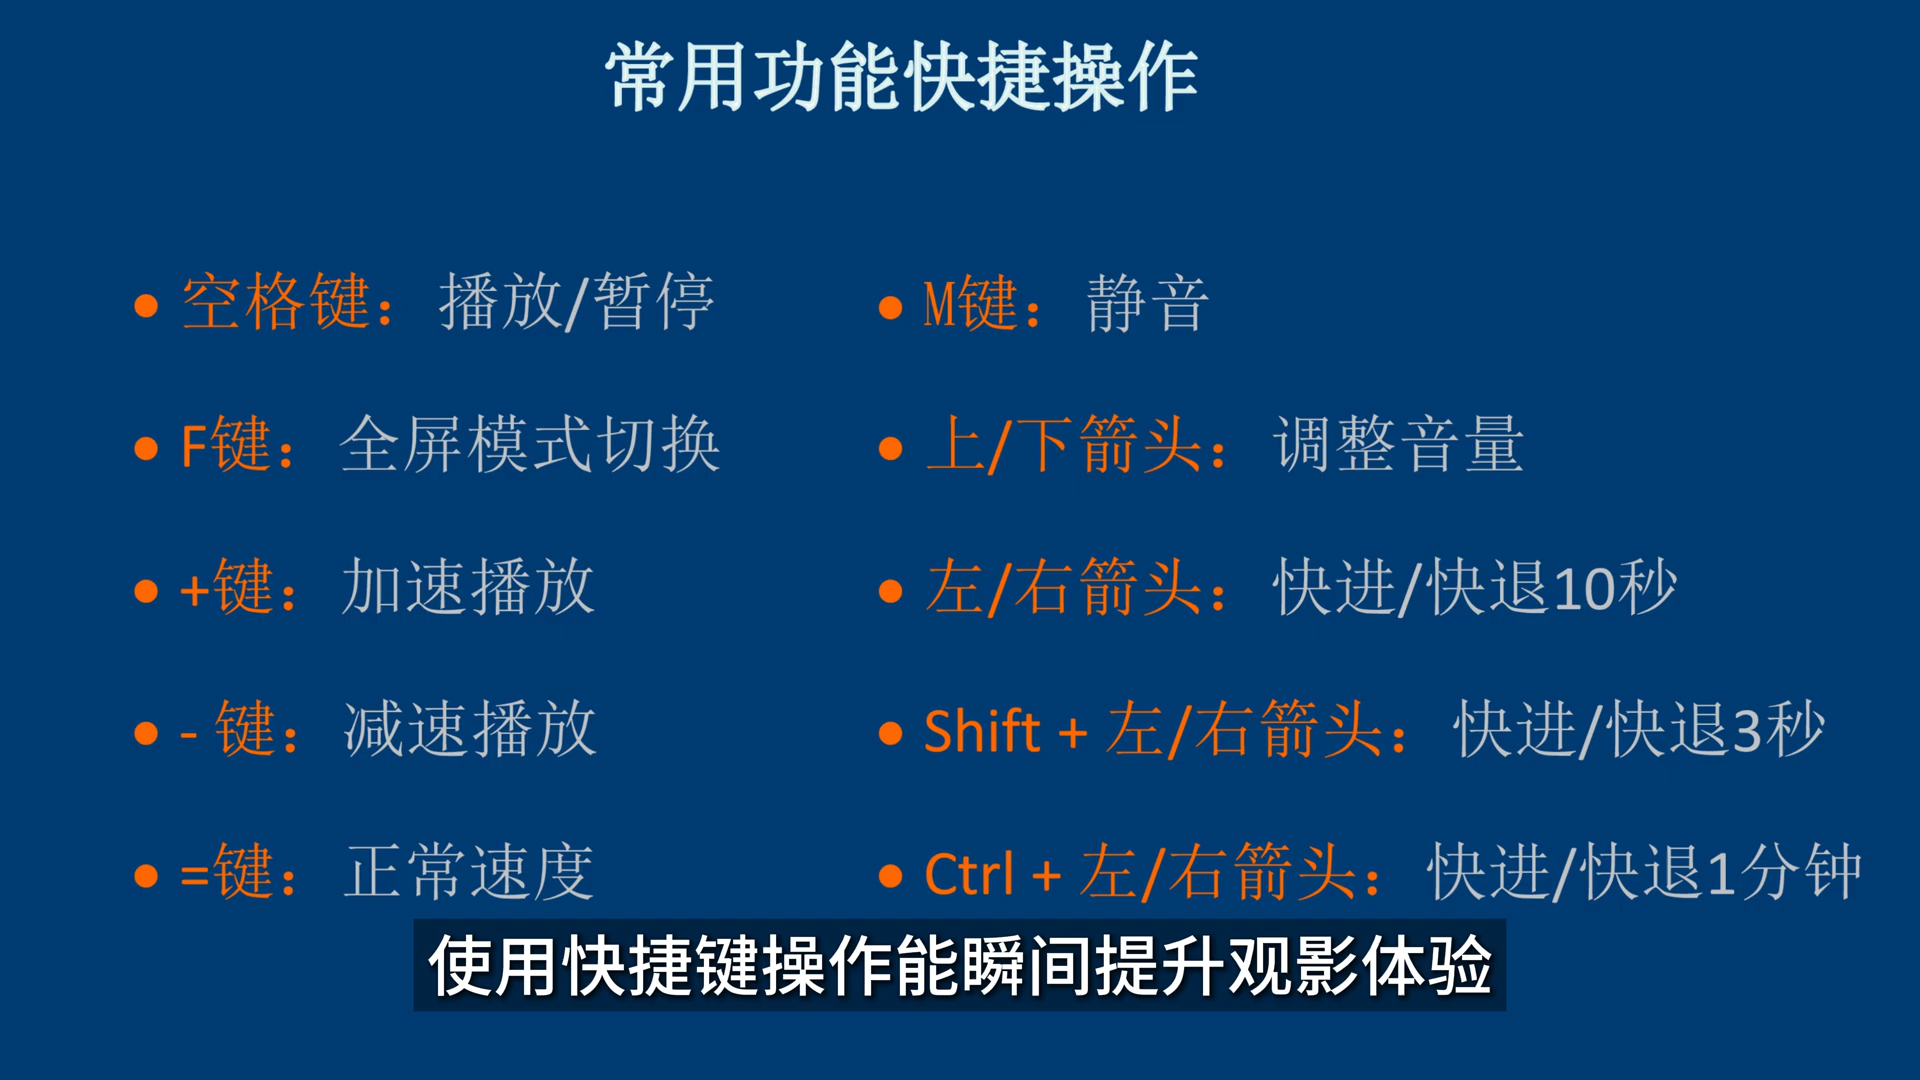 常用功能快捷操作
空格键：播放/暂停
F键：全屏模式切换
+键：加速播放
- 键：减速播放
=键：正常速度
M键：静音
上/下箭头：调整音量
左/右箭头：快进/快退10秒
Shift + 左/右箭头：快进/快退3秒
Ctrl + 左/右箭头：快进/快退1分钟
使用快捷键操作能瞬间提升观影体验